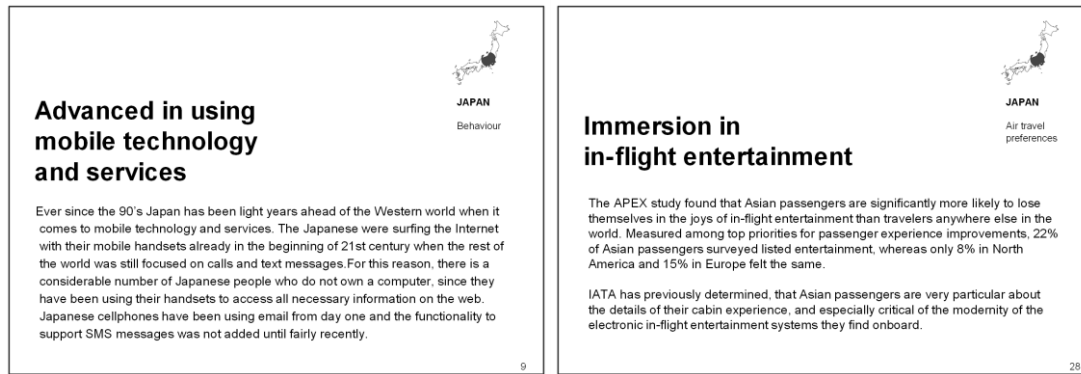 JAPAN
Behaviour
Advanced in using
mobile technology
and services
Ever since the 90's Japan has been light years ahead of the Western world when it
comes to mobile technology and services. The Japanese were surfing the Internet
with their mobile handsets already in the beginning of 21st century when the rest of
the world was still focused on calls and text messages.For this reason, there is a
considerable number of Japanese people who do not own a computer, since they
have been using their handsets to access all necessary information on the web.
Japanese cellphones have been using email from day one and the functionality to
support SMS messages was not added until fairly recently.
9
JAPAN
Air travel
preferences
Immersion in
in-flight entertainment
The APEX study found that Asian passengers are significantly more likely to lose
themselves in the joys of in-flight entertainment than travelers anywhere else in the
world. Measured among top priorities for passenger experience improvements, 22%
of Asian passengers surveyed listed entertainment, whereas only 8% in North
America and 15% in Europe felt the same.
IATA has previously determined, that Asian passengers are very particular about
the details of their cabin experience, and especially critical of the modernity of the
electronic in-flight entertainment systems they find onboard.
28